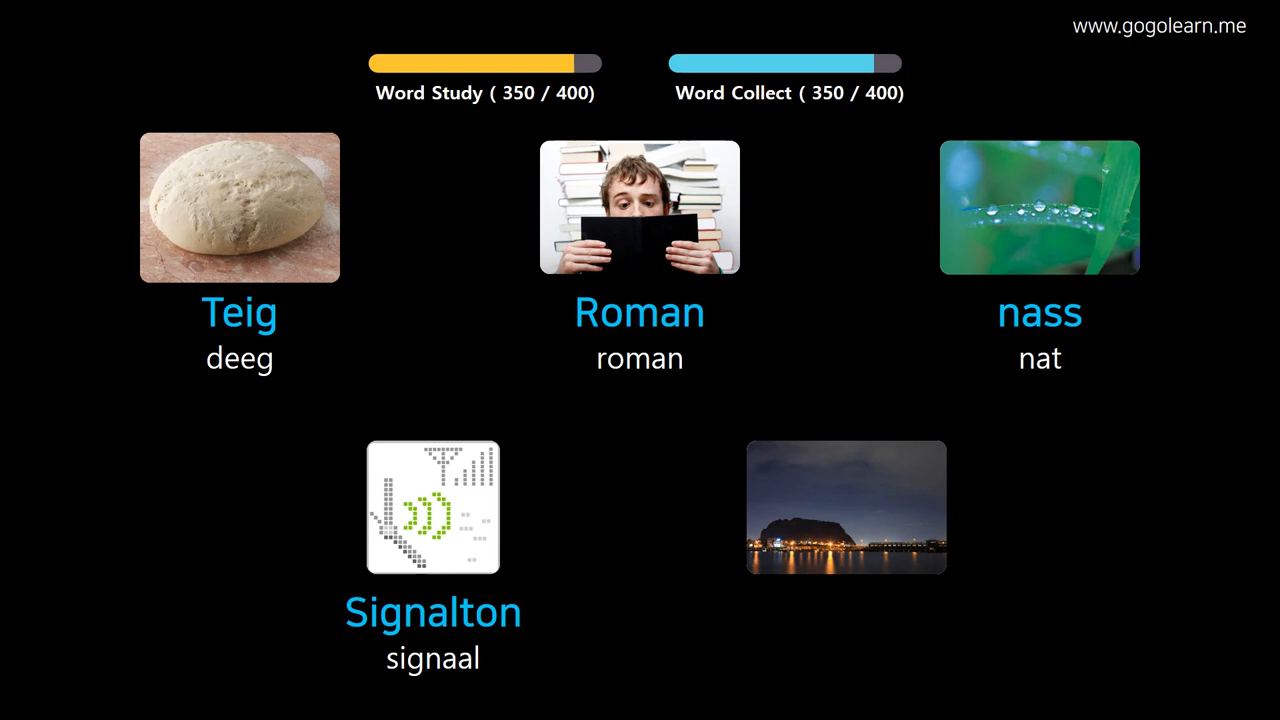 www.gogolearn.me
Word Study ( 350 / 400)
Word Collect ( 350 / 400)
Teig
deeg
Roman
roman
nass
nat
Signalton
signaal